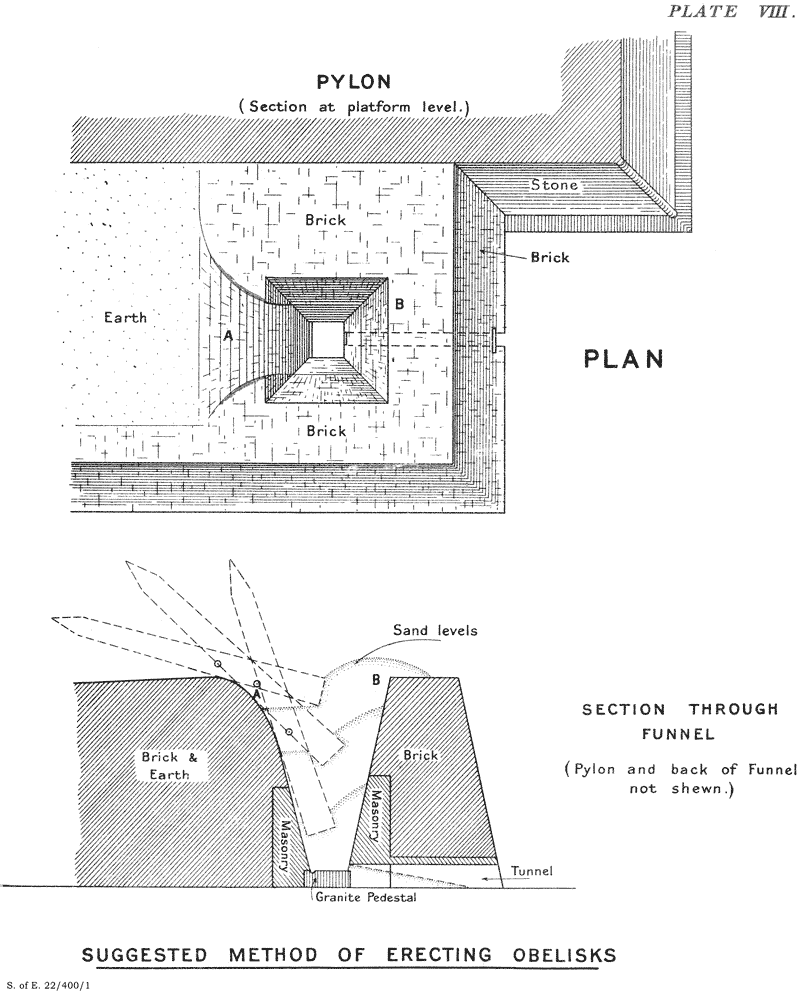 PLATE VIII.
PYLON
(Section at platform level.)
Stone
Brick
Brick
Earth
A
B
PLAN
Brick
Sand levels
B
A
SECTION THROUGH
FUNNEL
(Pylon and back of Funnel
not shewn.)
Brick &
Earth
Brick
Masonry
Masonry
Tunnel
Granite Pedestal
SUGGESTED METHOD OF ERECTING OBELISKS
S. of E. 22/400/1